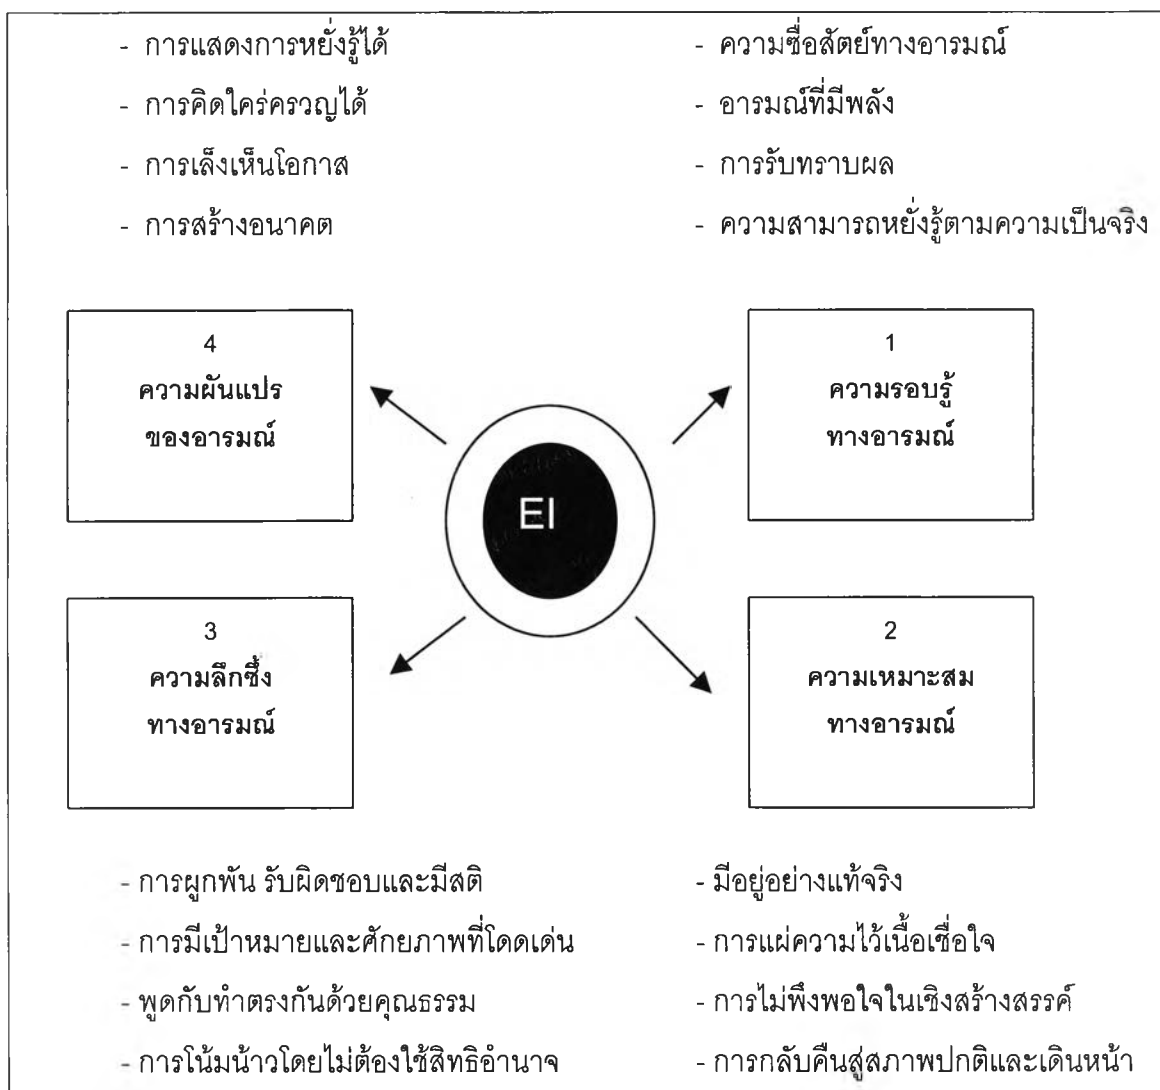 - การแสดงการหยั่งรู้ได้
- การคิดใคร่ครวญได้
- การเล็งเห็นโอกาส
- การสร้างอนาคต
- ความซื่อสัตย์ทางอารมณ์
- อารมณ์ที่มีพลัง
- การรับทราบผล
- ความสามารถหยั่งรู้ตามความเป็นจริง
4
ความผันแปร
ของอารมณ์
1
ความรอบรู้
ทางอารมณ์
EI
3
ความลึกซึ้ง
ทางอารมณ์
2
ความเหมาะสม
ทางอารมณ์
- การผูกพัน รับผิดชอบและมีสติ
- การมีเป้าหมายและศักยภาพที่โดดเด่น
- พูดกับทำตรงกันด้วยคุณธรรม
- การโน้มน้าวโดยไม่ต้องใช้สิทธิอำนาจ
- มีอยู่อย่างแท้จริง
- การแผ่ความไว้เนื้อเชื่อใจ
- การไม่พึงพอใจในเชิงสร้างสรรค์
- การกลับคืนสู่สภาพปกติและเดินหน้า